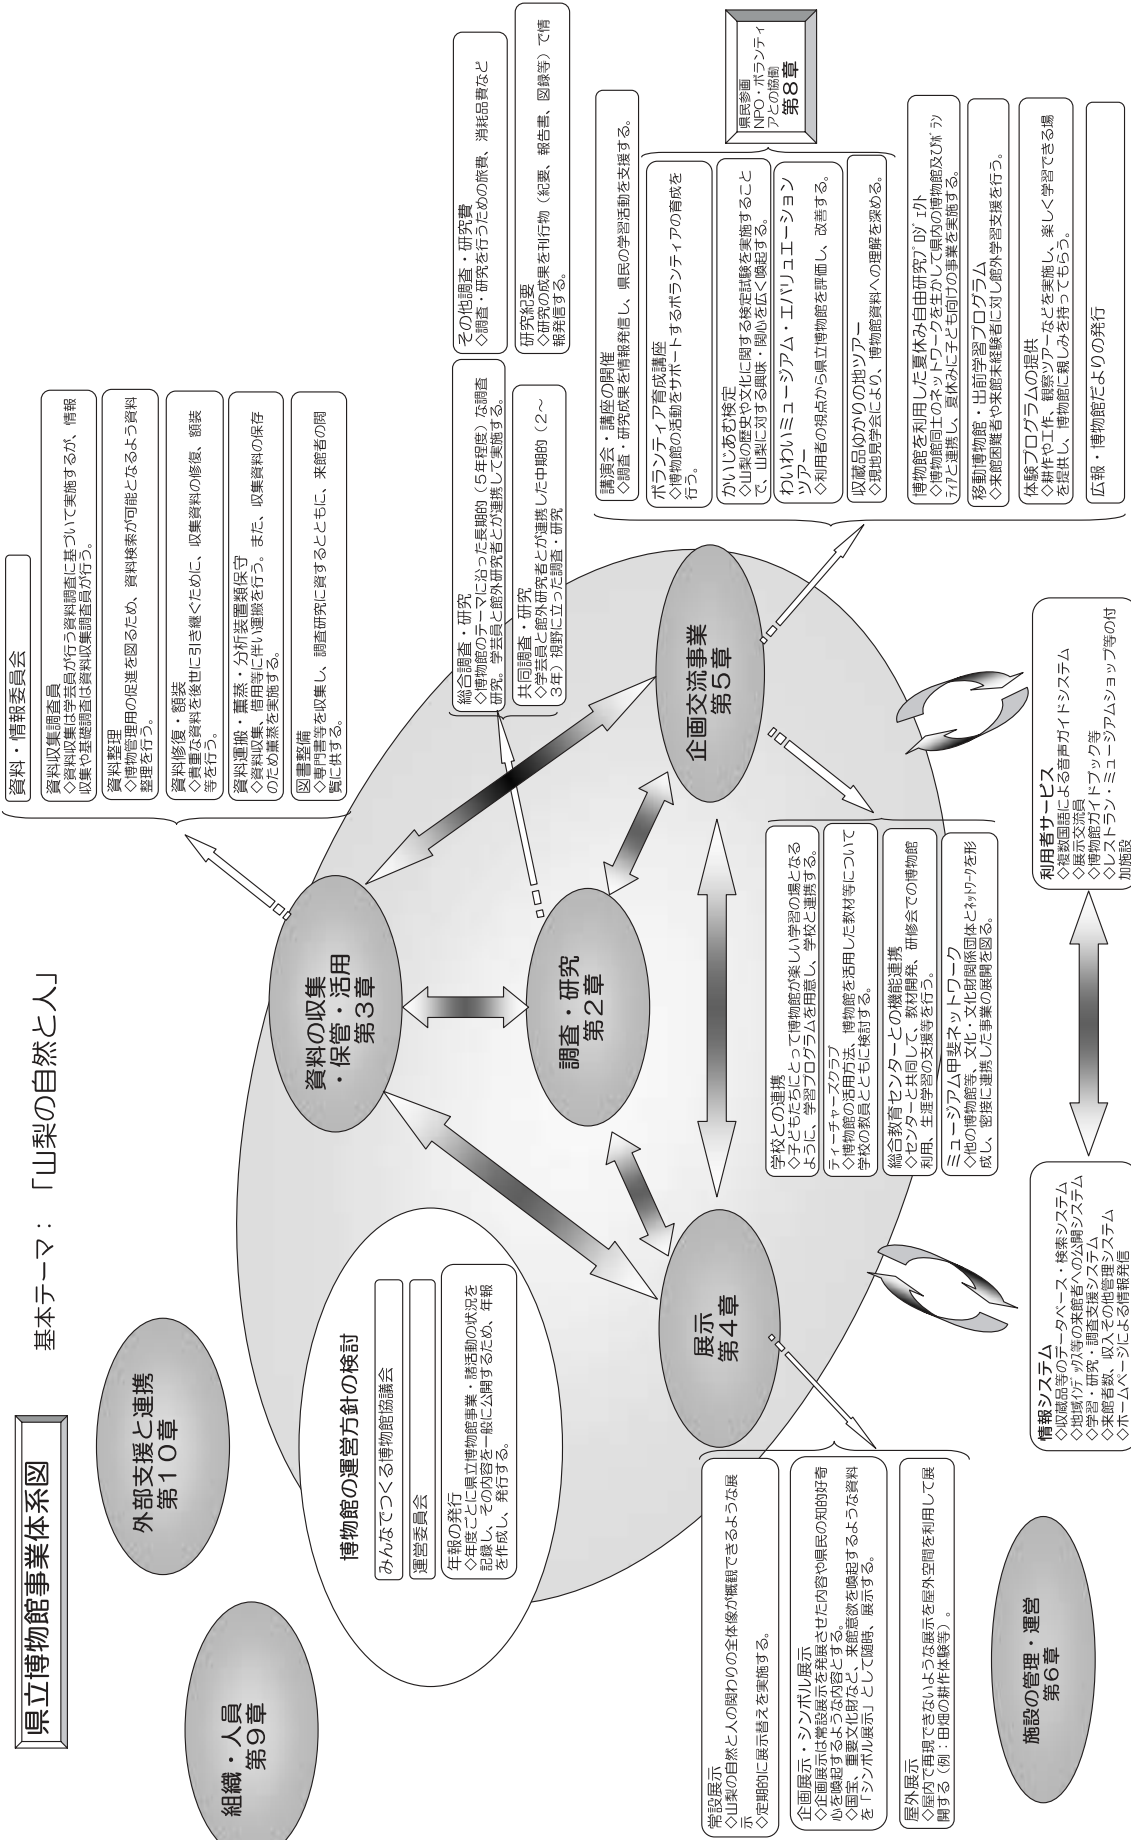 県立博物館事業体系図
基本テーマ：「山梨の自然と人」
組織・人員
第９章
外部支援と連携
第１０章
博物館の運営方針の検討
みんなでつくる博物館協議会
運営委員会
年報の発行
◇年度ごとに県立博物館事業・諸活動の状況を
記録し、その内容を一般に公開するため、年報
を作成し、発行する。
資料の収集
・保管・活用
第３章
資料・情報委員会
資料収集調査員
◇資料収集は学芸員が行う資料調査に基づいて実施するが、情報
収集や基礎調査は資料収集調査員が行う。
資料整理
◇博物管理用の促進を図るため、資料検索が可能となるよう資料
整理を行う。
資料修復・額装
◇貴重な資料を後世に引き継ぐために、収集資料の修復、額装
等を行う。
資料運搬・薫蒸・分析装置類保守
◇資料収集、借用等に伴い運搬を行う。また、収集資料の保存
のため薫蒸を実施する。
図書整備
◇専門書等を収集し、調査研究に資するとともに、来館者の閲
覧に供する。
調査・研究
第２章
総合調査・研究
◇博物館のテーマに沿った長期的（５年程度）な調査
研究。学芸員と館外研究者とが連携して実施する。
共同調査・研究
◇学芸員と館外研究者とが連携した中期的（２～
３年）視野に立った調査・研究
その他調査・研究費
◇調査・研究を行うための旅費、消耗品費など
研究紀要
◇研究の成果を刊行物（紀要、報告書、図録等）で情
報発信する。
企画交流事業
第５章
講演会・講座の開催
◇調査・研究成果を情報発信し、県民の学習活動を支援する。
ボランティア育成講座
◇博物館の活動をサポートするボランティアの育成を
行う。
かいじあむ検定
◇山梨の歴史や文化に関する検定試験を実施すること
で、山梨に対する興味・関心を広く喚起する。
わいわいミュージアム・エバリュエーション
ツアー
◇利用者の視点から県立博物館を評価し、改善する。
収蔵品ゆかりの地ツアー
◇現地見学会により、博物館資料への理解を深める。
県民参画
NPO・ボランティ
アとの協働
第８章
博物館を利用した夏休み自由研究ﾌﾟﾛｼﾞｪｸﾄ
◇博物館同士のネットワークを生かして県内の博物館及びﾎﾞﾗﾝ
ﾃｨｱと連携し、夏休みに子ども向けの事業を実施する。
移動博物館・出前学習プログラム
◇来館困難者や来館未経験者に対し館外学習支援を行う。
体験プログラムの提供
◇耕作や工作、観察ツアーなどを実施し、楽しく学習できる場
を提供し、博物館に親しみを持ってもらう。
広報・博物館だよりの発行
学校との連携
◇子どもたちにとって博物館が楽しい学習の場となる
ように、学習プログラムを用意し、学校と連携する。
ティーチャーズクラブ
◇博物館の活用方法、博物館を活用した教材等について
学校の教員とともに検討する。
総合教育センターとの機能連携
◇センターと共同して、教材開発、研修会での博物館
利用、生涯学習の支援等を行う。
ミュージアム甲斐ネットワーク
◇他の博物館等、文化・文化財関係団体とﾈｯﾄﾜｰｸを形
成し、密接に連携した事業の展開を図る。
展示
第４章
常設展示
◇山梨の自然と人の関わりの全体像が概観できるような展
示
◇定期的に展示替えを実施する。
企画展示・シンボル展示
◇企画展示は常設展示を発展させた内容や県民の知的好奇
心を喚起するような内容とする。
◇国宝、重要文化財など、来館意欲を喚起するような資料
を「シンボル展示」として随時、展示する。
屋外展示
◇屋内で再現できないような展示を屋外空間を利用して展
開する（例：田畑の耕作体験等）。
施設の管理・運営
第６章
情報システム
◇収蔵品等のデータベース・検索システム
◇地域ｲﾝﾃﾞｯｸｽ等の来館者への公開システム
◇学習・研究・調査支援システム
◇来館者数、収入その他管理システム
◇ホームページによる情報発信
利用者サービス
◇複数国語による音声ガイドシステム
◇展示交流員
◇博物館ガイドブック等
◇レストラン・ミュージアムショップ等の付
加施設